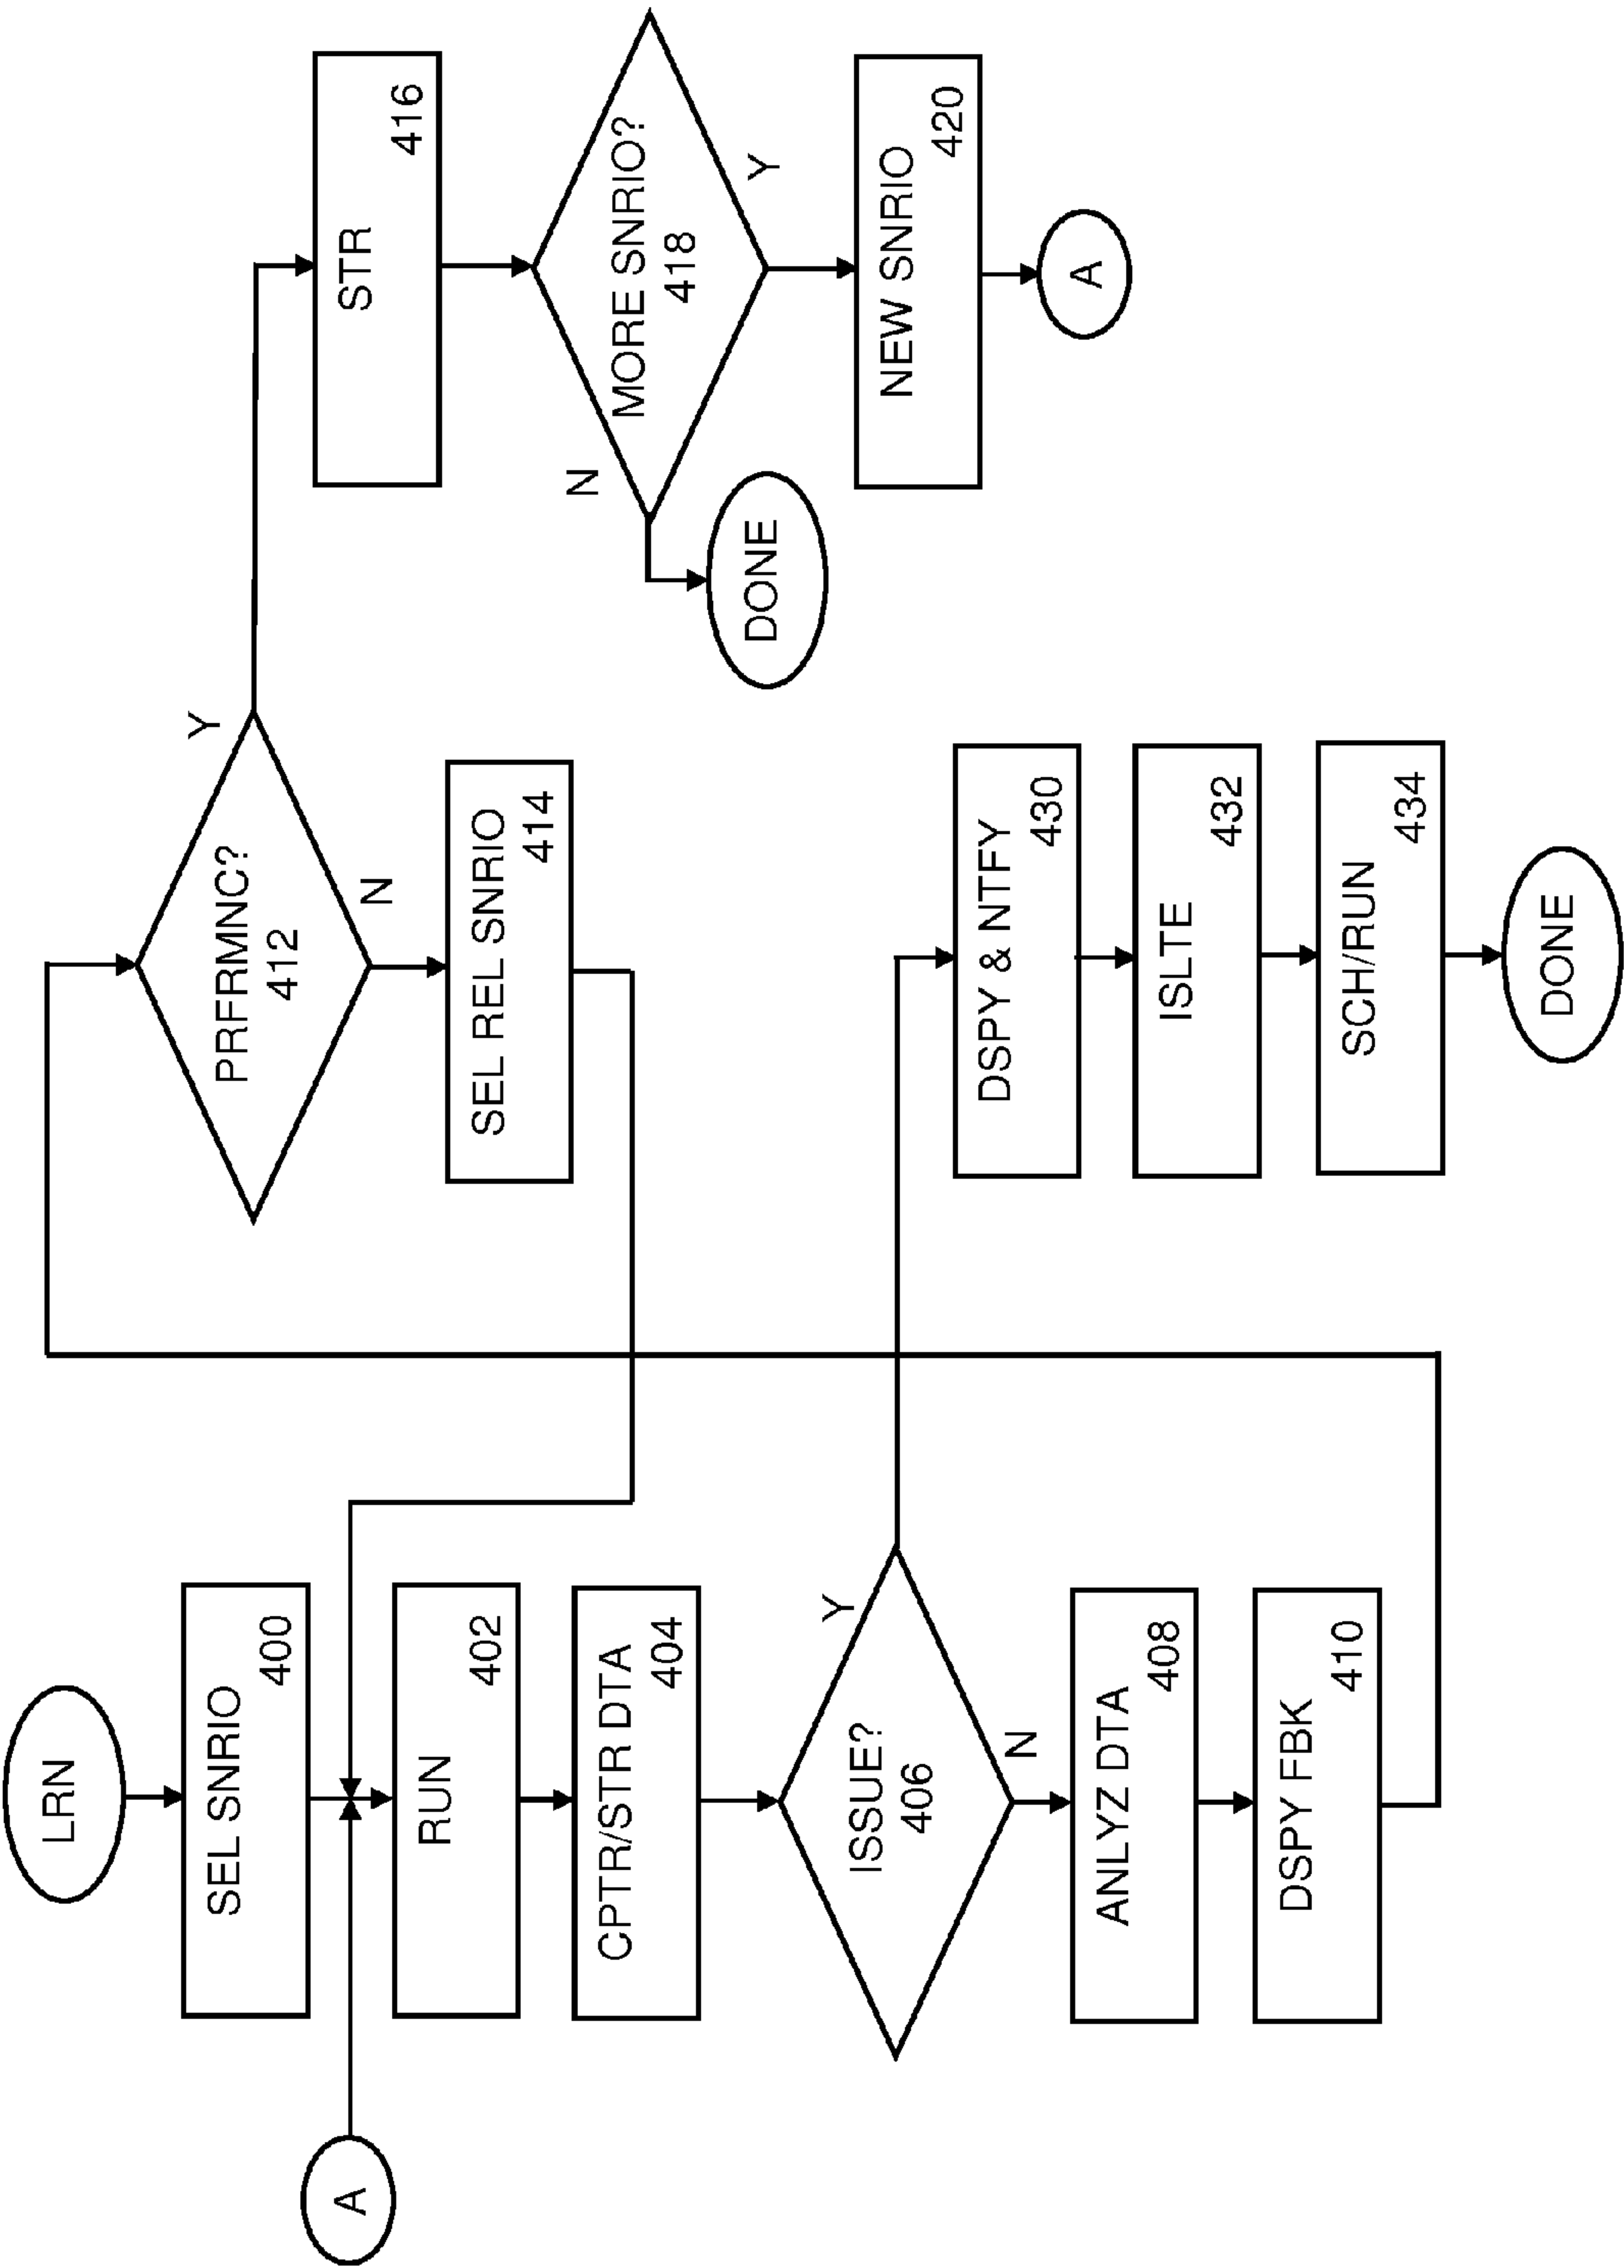 LRN
SEL SNRIO
400
A
RUN
402
CPTR/STR DTA
404
ISSUE?
406
Y
N
ANLYZ DTA
408
DSPY FBK
410
PRFRMNC?
412
Y
N
SEL REL SNRIO
414
DSPY & NTFY
430
ISLTE
432
SCH/RUN
434
DONE
STR
416
MORE SNRIO?
418
N
Y
DONE
NEW SNRIO
420
A